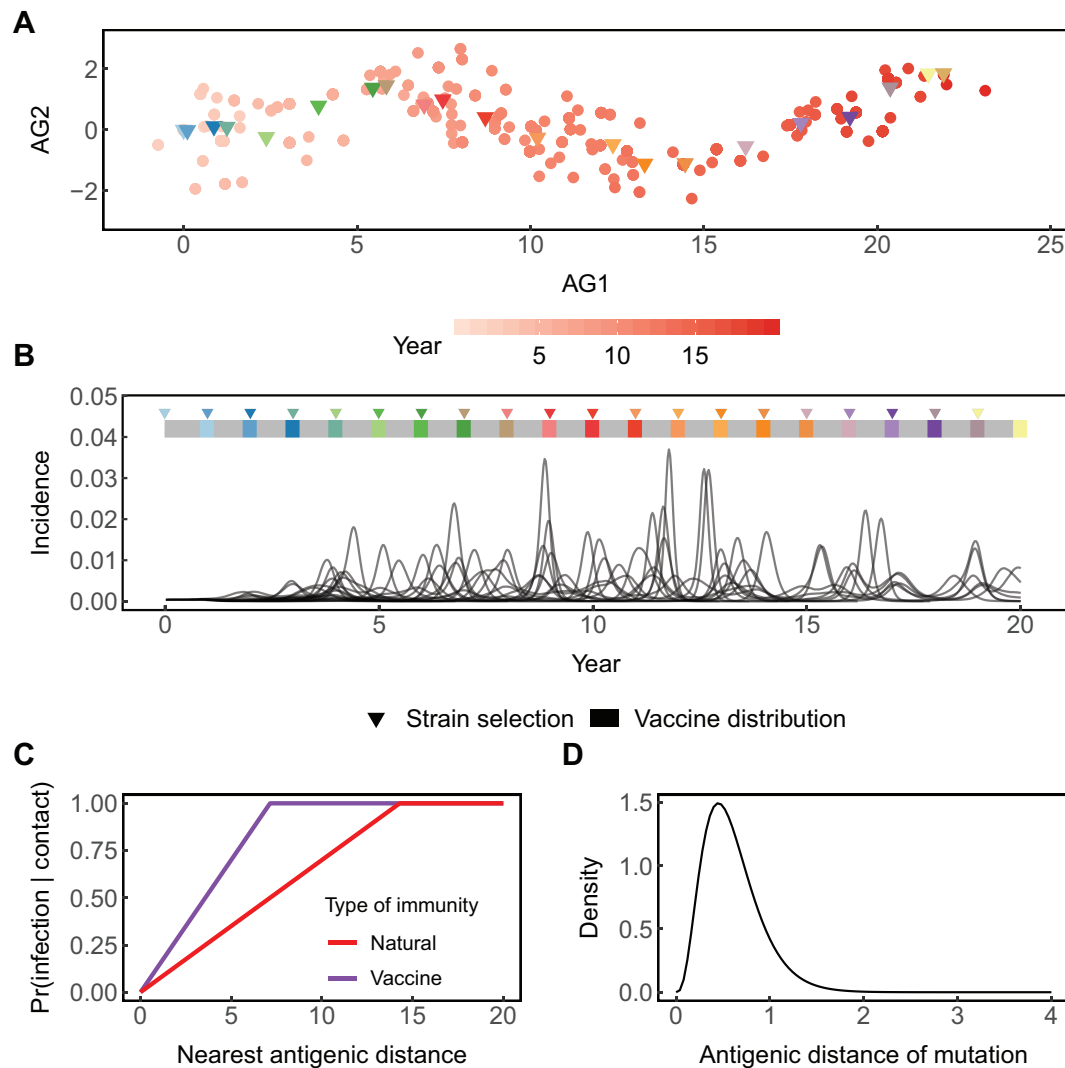 A
AG2
2
0
−2
0 5 10 15 20 25
AG1
Year
5 10 15
B
Incidence
0.05
0.04
0.03
0.02
0.01
0.00
0 5 10 15 20
Year
Strain selection Vaccine distribution
C
Pr(infection | contact)
1.00
0.75
0.50
0.25
0.00
Type of immunity
Natural
Vaccine
0 5 10 15 20
Nearest antigenic distance
D
Density
1.5
1.0
0.5
0.0
0 1 2 3 4
Antigenic distance of mutation